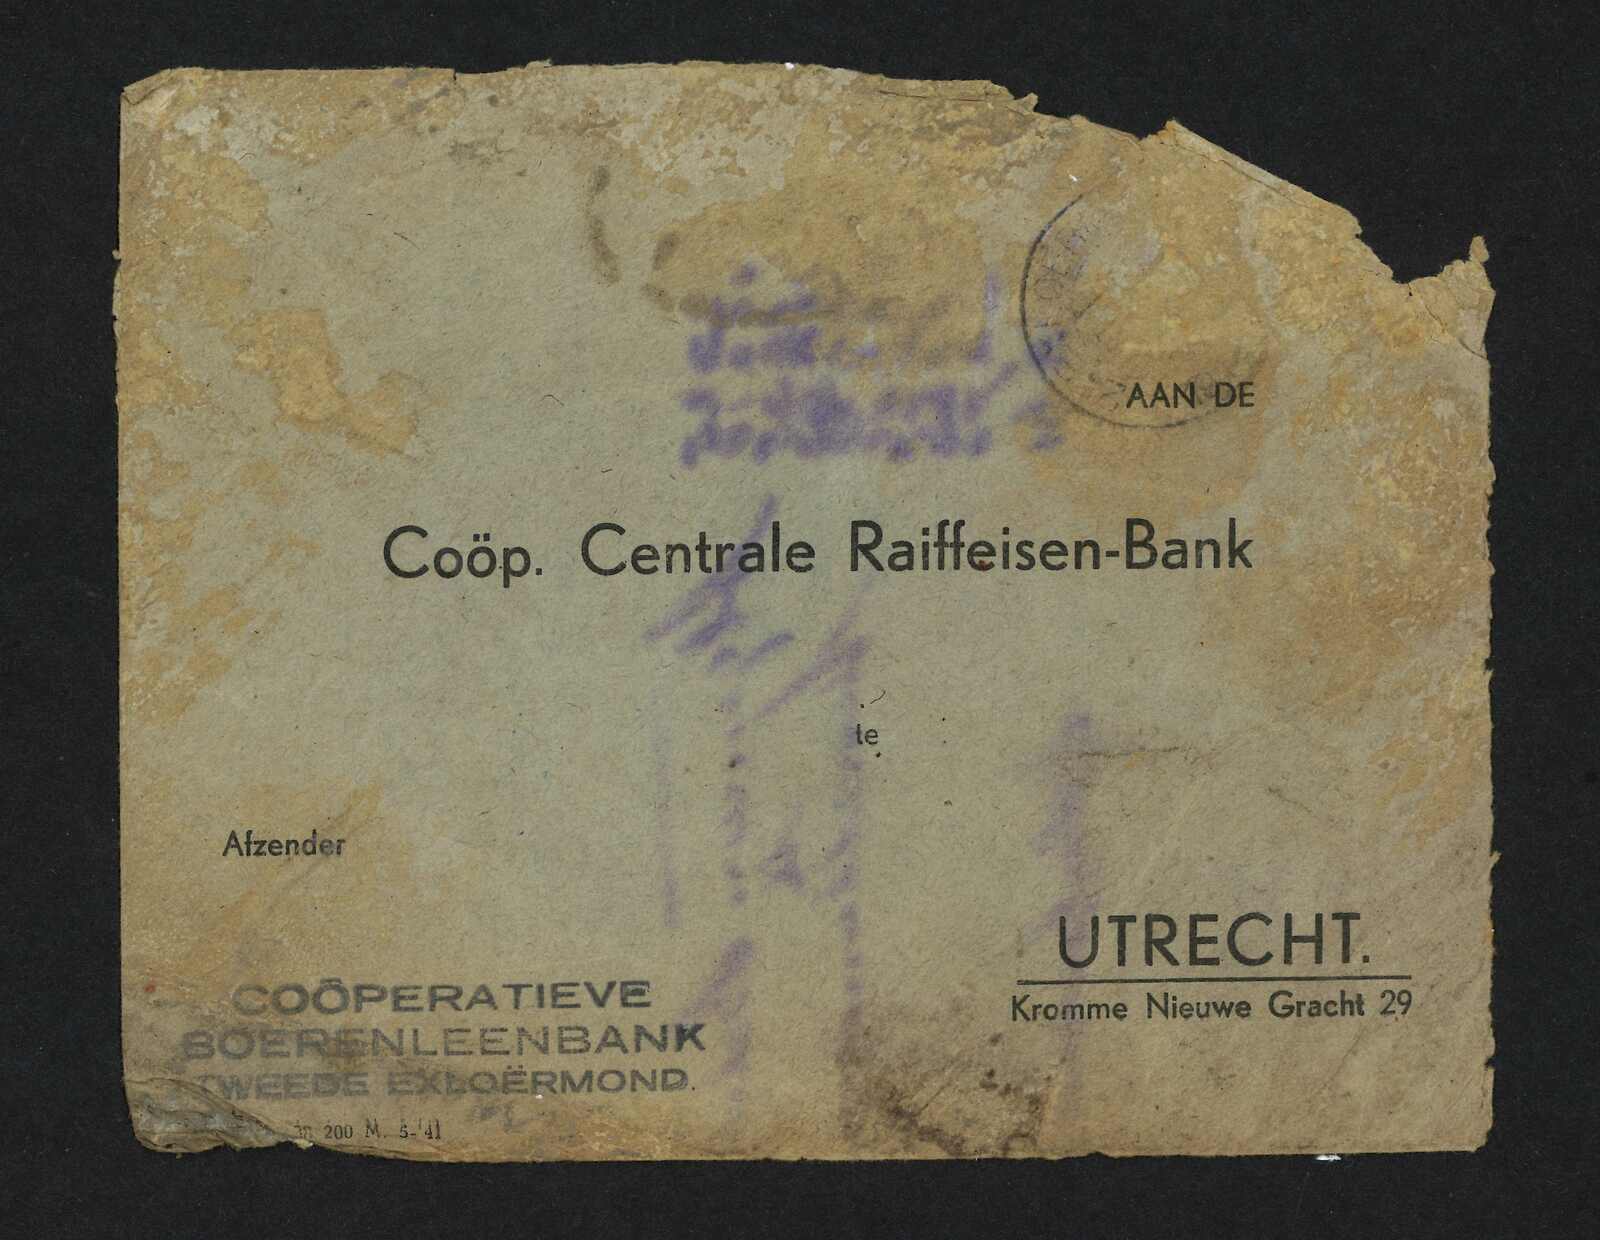 AAN DE
Coöp. Centrale Raiffeisen-Bank
te
Afzender
UTRECHT.
Kromme Nieuwe Gracht 29
COÖPERATIEVE
BOERENLEENBANK
TWEEDE EXLOËRMOND.
200 M. 5-'41